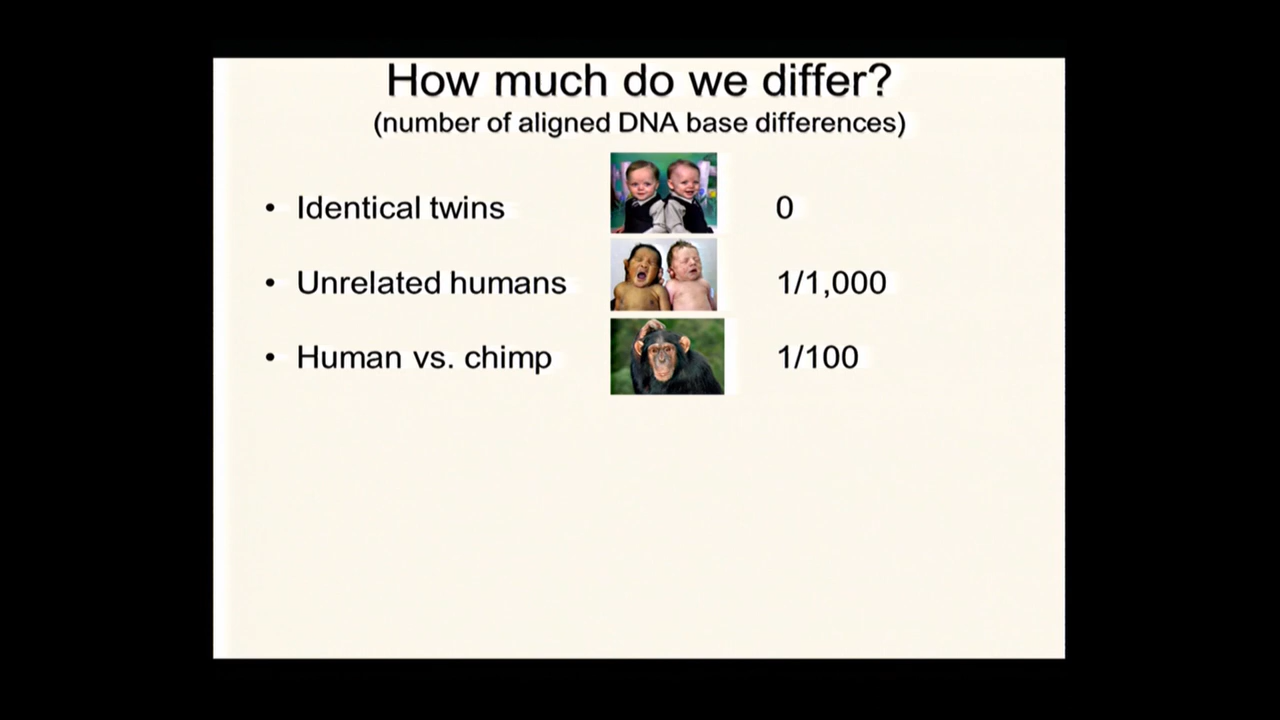 How much do we differ?
(number of aligned DNA base differences)
• Identical twins 0
• Unrelated humans 1/1,000
• Human vs. chimp 1/100